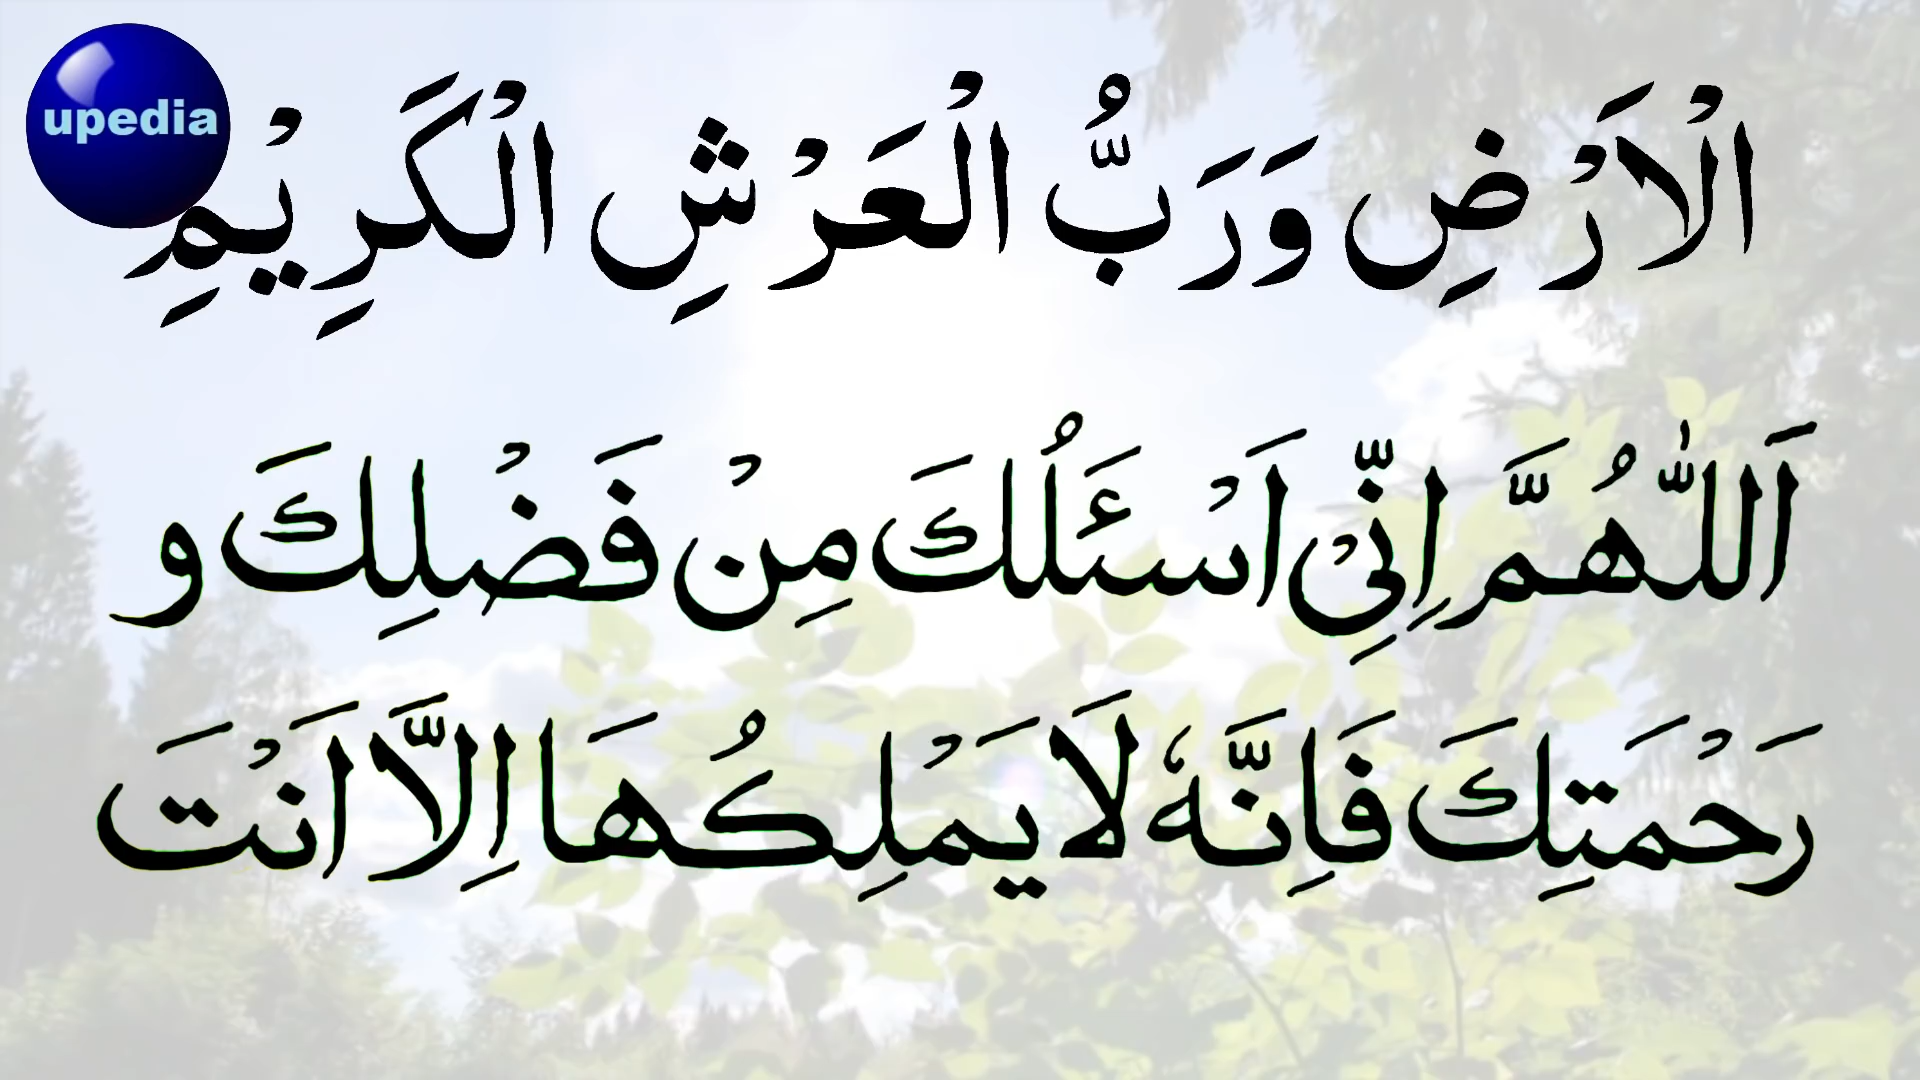 upedia
الْاَرْضِ وَرَبُّ الْعَرْشِ الْكَرِيْمِ
اَللّٰهُمَّ اِنِّیْ اَسْئَلُكَ مِنْ فَضْلِكَ و
رَحْمَتِكَ فَاِنَّهٗ لَا يَمْلِكُهَا اِلَّا اَنْتَ